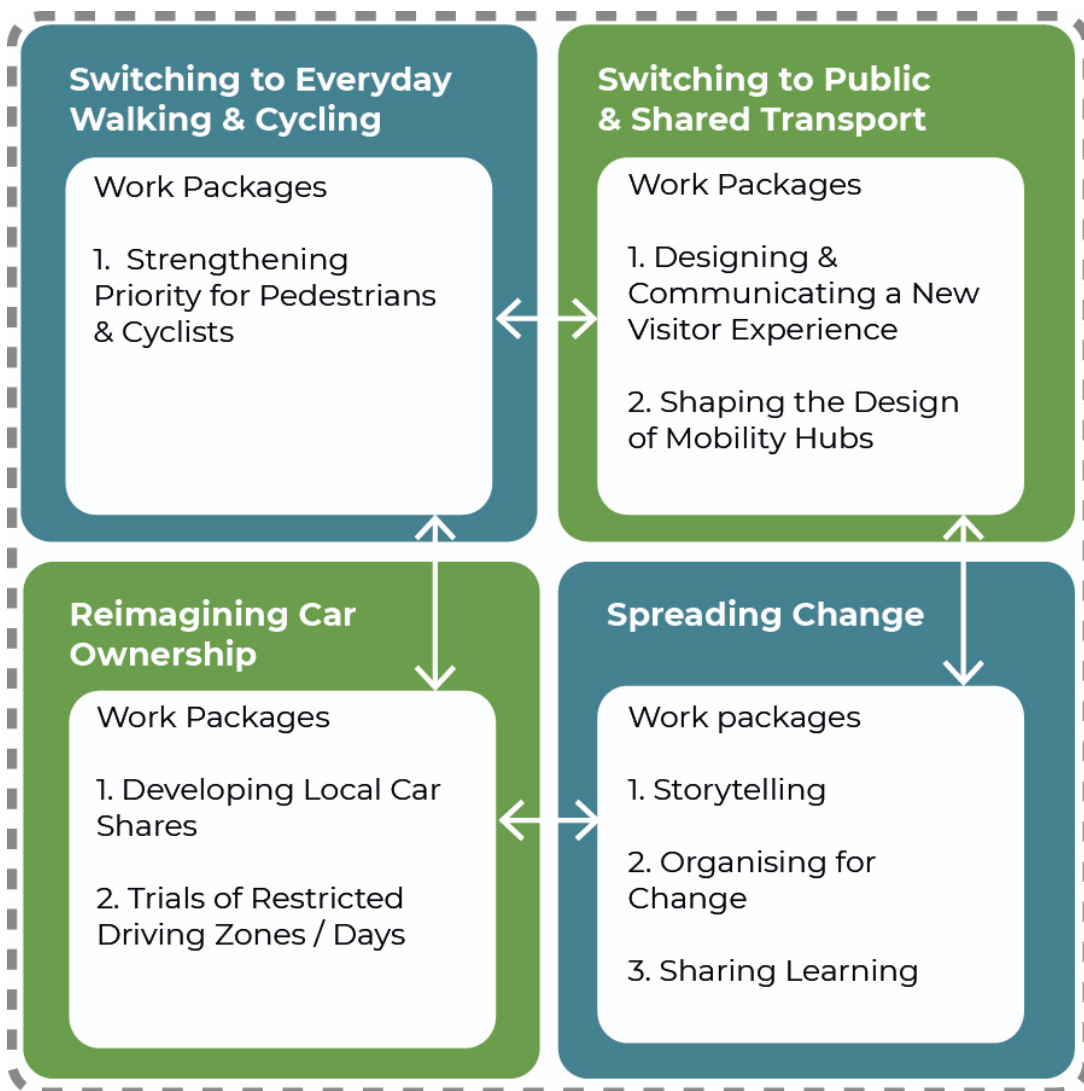 Switching to Everyday
Walking & Cycling
Work Packages
1.  Strengthening
Priority for Pedestrians
& Cyclists
Switching to Public
& Shared Transport
Work Packages
1. Designing &
Communicating a New
Visitor Experience
2. Shaping the Design
of Mobility Hubs
Reimagining Car
Ownership
Work Packages
1. Developing Local Car
Shares
2. Trials of Restricted
Driving Zones / Days
Spreading Change
Work packages
1. Storytelling
2. Organising for
Change
3. Sharing Learning